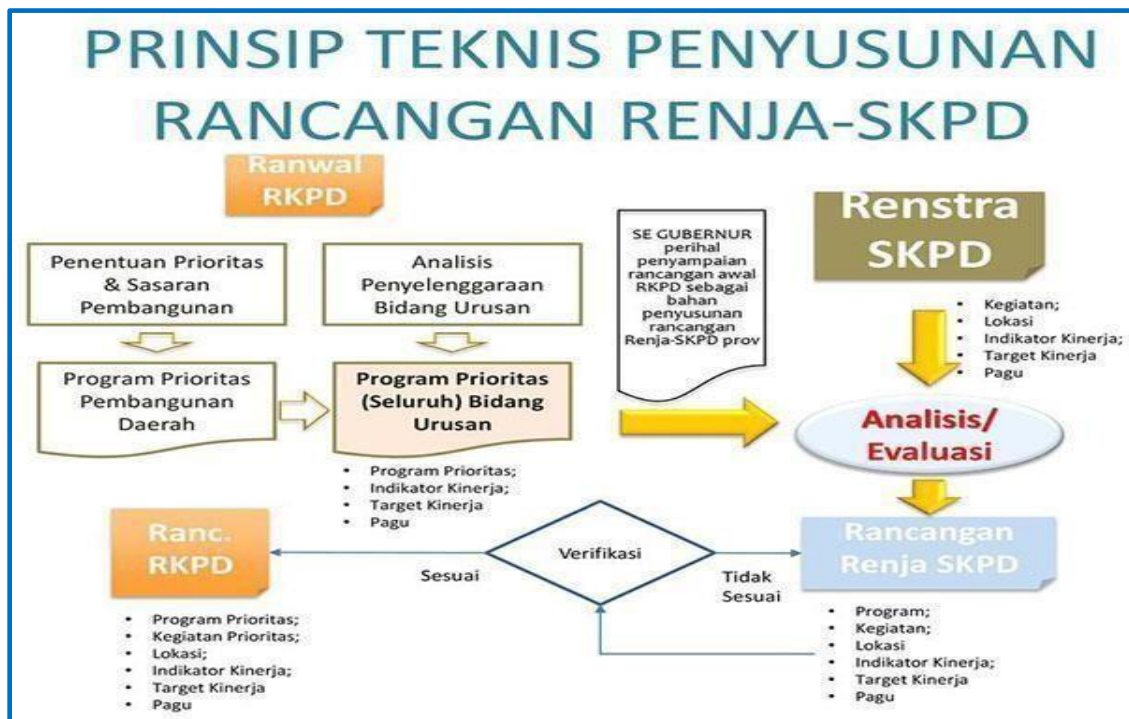 PRINSIP TEKNIS PENYUSUNAN
RANCANGAN RENJA-SKPD
Ranwal
RKPD
Penentuan Prioritas
& Sasaran
Pembangunan
Analisis
Penyelenggaraan
Bidang Urusan
SE GUBERNUR
perihal
penyampaian
rancangan awal
RKPD sebagai
bahan
penyusunan
rancangan
Renja-SKPD prov
Renstra
SKPD
• Kegiatan;
• Lokasi
• Indikator Kinerja;
• Target Kinerja
• Pagu
Program Prioritas
Pembangunan
Daerah
Program Prioritas
(Seluruh) Bidang
Urusan
Analisis/
Evaluasi
• Program Prioritas;
• Indikator Kinerja;
• Target Kinerja
• Pagu
Ranc.
RKPD
Sesuai
Verifikasi
Tidak
Sesuai
Rancangan
Renja SKPD
• Program Prioritas;
• Kegiatan Prioritas;
• Lokasi;
• Indikator Kinerja;
• Target Kinerja
• Pagu
• Program;
• Kegiatan;
• Lokasi
• Indikator Kinerja;
• Target Kinerja
• Pagu